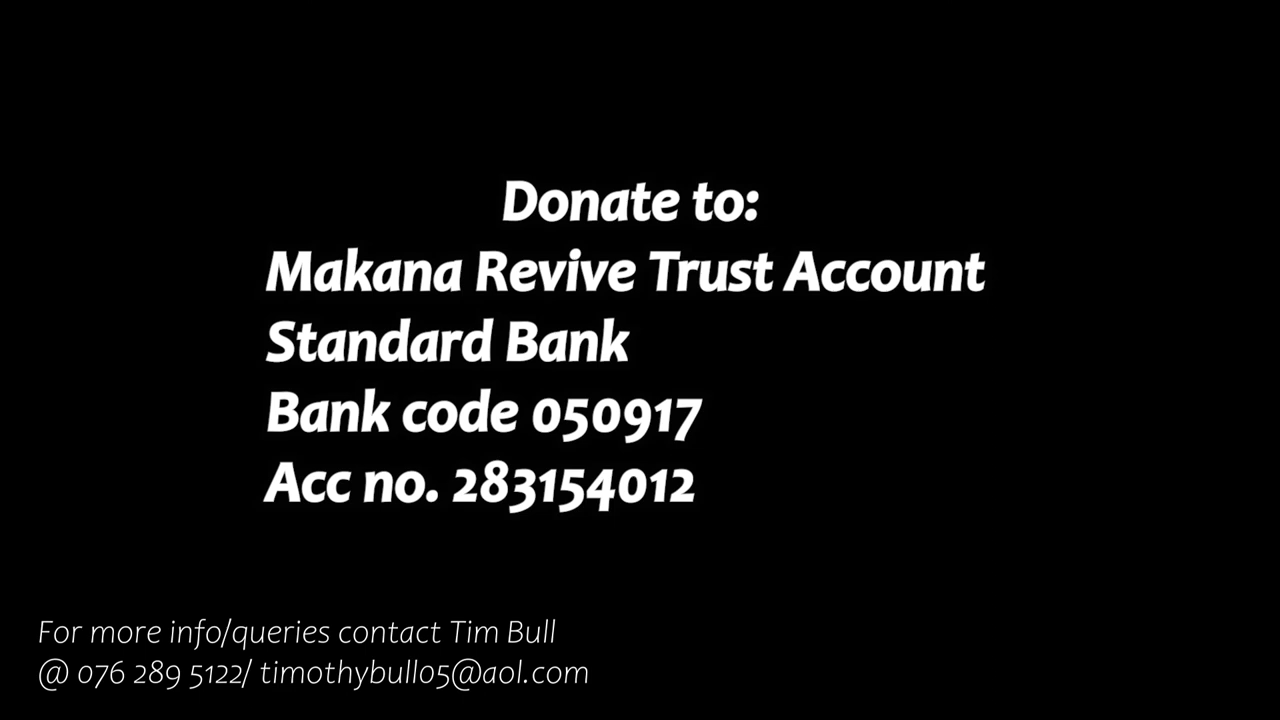 Donate to:
Makana Revive Trust Account
Standard Bank
Bank code 050917
Acc no. 283154012
For more info/queries contact Tim Bull
@ 076 289 5122/ timothybull05@aol.com